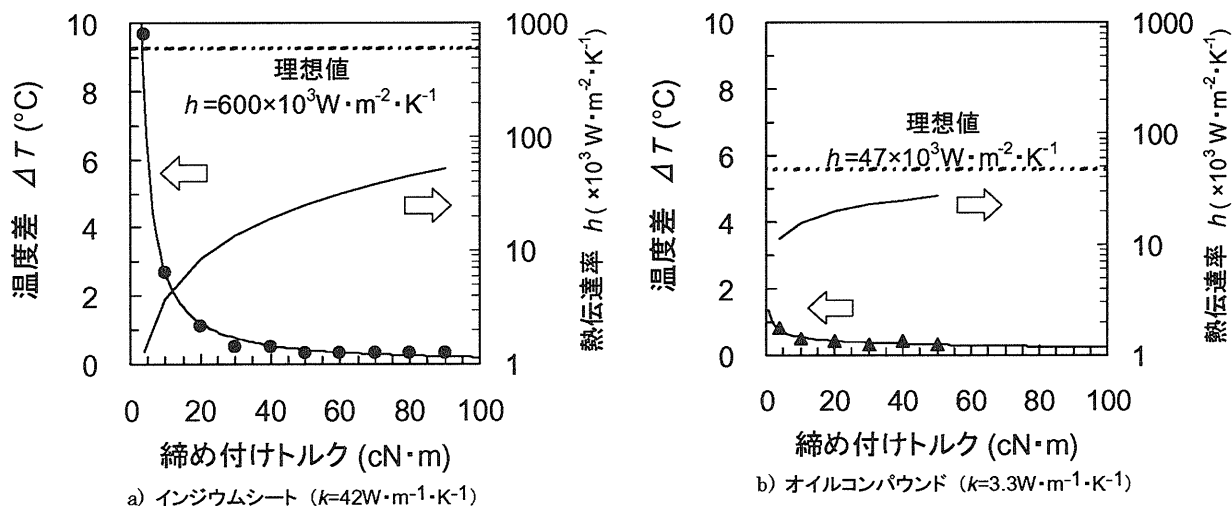 温度差 ΔT (°C)
10
8
6
4
2
0
理想値
h=600×10³W・m⁻²・K⁻¹
1000
100
10
1
熱伝達率 h (×10³W・m⁻²・K⁻¹)
0 20 40 60 80 100
締め付けトルク (cN・m)
a) インジウムシート (k=42W・m⁻¹・K⁻¹)
温度差 ΔT (°C)
10
8
6
4
2
0
理想値
h=47×10³W・m⁻²・K⁻¹
1000
100
10
1
熱伝達率 h (×10³W・m⁻²・K⁻¹)
0 20 40 60 80 100
締め付けトルク (cN・m)
b) オイルコンパウンド (k=3.3W・m⁻¹・K⁻¹)